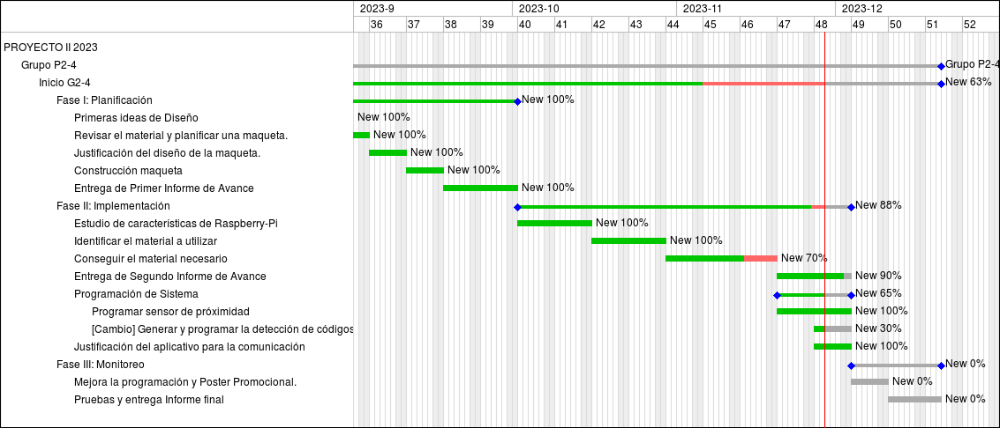 2023-9 2023-10 2023-11 2023-12
36 37 38 39 40 41 42 43 44 45 46 47 48 49 50 51 52
PROYECTO II 2023
Grupo P2-4 Grupo P2-4
Inicio G2-4 New 63%
Fase I: Planificación New 100%
Primeras ideas de Diseño New 100%
Revisar el material y planificar una maqueta. New 100%
Justificación del diseño de la maqueta. New 100%
Construcción maqueta New 100%
Entrega de Primer Informe de Avance New 100%
Fase II: Implementación New 88%
Estudio de características de Raspberry-Pi New 100%
Identificar el material a utilizar New 100%
Conseguir el material necesario New 70%
Entrega de Segundo Informe de Avance New 90%
Programación de Sistema New 65%
Programar sensor de próximidad New 100%
[Cambio] Generar y programar la detección de códigos New 30%
Justificación del aplicativo para la comunicación New 100%
Fase III: Monitoreo New 0%
Mejora la programación y Poster Promocional. New 0%
Pruebas y entrega Informe final New 0%